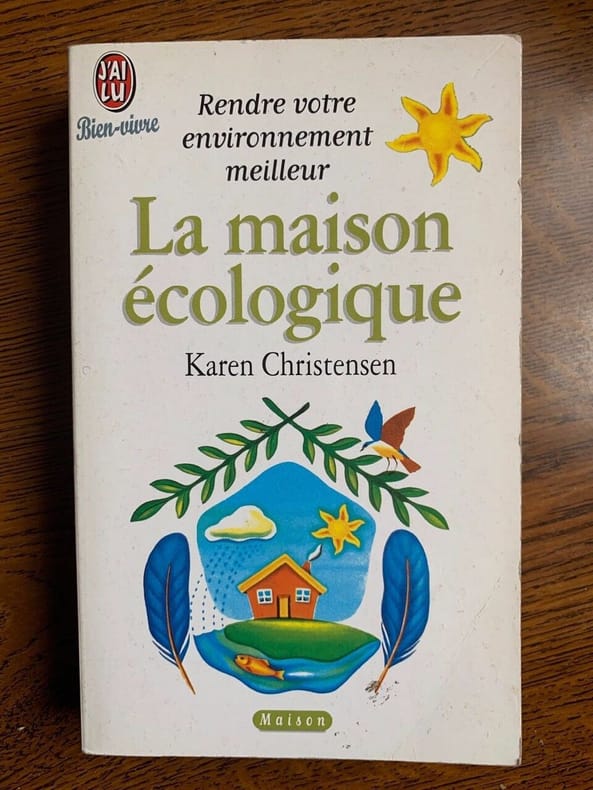 J'AI
LU
Bien-vivre
Rendre votre
environnement
meilleur
La maison
écologique
Karen Christensen
Maison